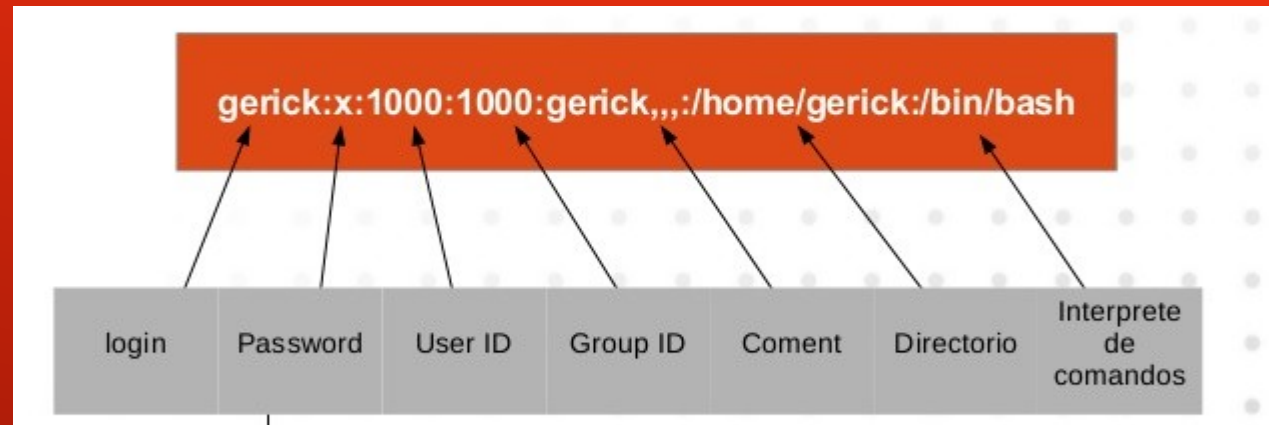 gerick:x:1000:1000:gerick,,,:/home/gerick:/bin/bash
login
Password
User ID
Group ID
Coment
Directorio
Interprete
de
comandos